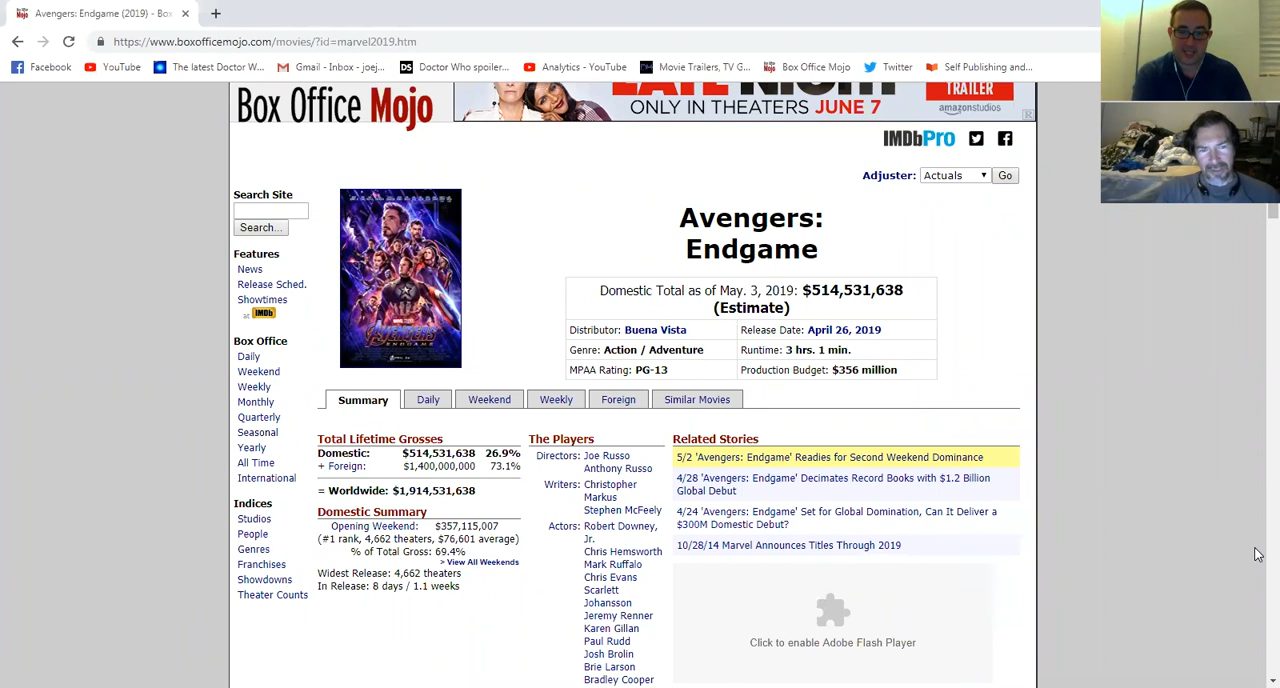 Avengers: Endgame (2019) - Box
https://www.boxofficemojo.com/movies/?id=marvel2019.htm
Facebook YouTube The latest Doctor W... Gmail - Inbox - joej... Doctor Who spoiler... Analytics - YouTube Movie Trailers, TV G... Box Office Mojo Twitter Self Publishing and...
Box Office Mojo
LATE NIGHT
ONLY IN THEATERS JUNE 7
TRAILER
amazonstudios
IMDbPro
Adjuster: Actuals Go
Search Site
Search...
Features
News
Release Sched.
Showtimes
at IMDb
Box Office
Daily
Weekend
Weekly
Monthly
Quarterly
Seasonal
Yearly
All Time
International
Indices
Studios
People
Genres
Franchises
Showdowns
Theater Counts
AVENGERS
ENDGAME
Avengers:
Endgame
Domestic Total as of May. 3, 2019: $514,531,638
(Estimate)
Distributor: Buena Vista Release Date: April 26, 2019
Genre: Action / Adventure Runtime: 3 hrs. 1 min.
MPAA Rating: PG-13 Production Budget: $356 million
Summary Daily Weekend Weekly Foreign Similar Movies
Total Lifetime Grosses
Domestic: $514,531,638 26.9%
+ Foreign: $1,400,000,000 73.1%
= Worldwide: $1,914,531,638
Domestic Summary
Opening Weekend: $357,115,007
(#1 rank, 4,662 theaters, $76,601 average)
% of Total Gross: 69.4%
> View All Weekends
Widest Release: 4,662 theaters
In Release: 8 days / 1.1 weeks
The Players
Directors: Joe Russo
Anthony Russo
Writers: Christopher
Markus
Stephen McFeely
Actors: Robert Downey,
Jr.
Chris Hemsworth
Mark Ruffalo
Chris Evans
Scarlett
Johansson
Jeremy Renner
Karen Gillan
Paul Rudd
Josh Brolin
Brie Larson
Bradley Cooper
Related Stories
5/2 'Avengers: Endgame' Readies for Second Weekend Dominance
4/28 'Avengers: Endgame' Decimates Record Books with $1.2 Billion
Global Debut
4/24 'Avengers: Endgame' Set for Global Domination, Can It Deliver a
$300M Domestic Debut?
10/28/14 Marvel Announces Titles Through 2019
Click to enable Adobe Flash Player